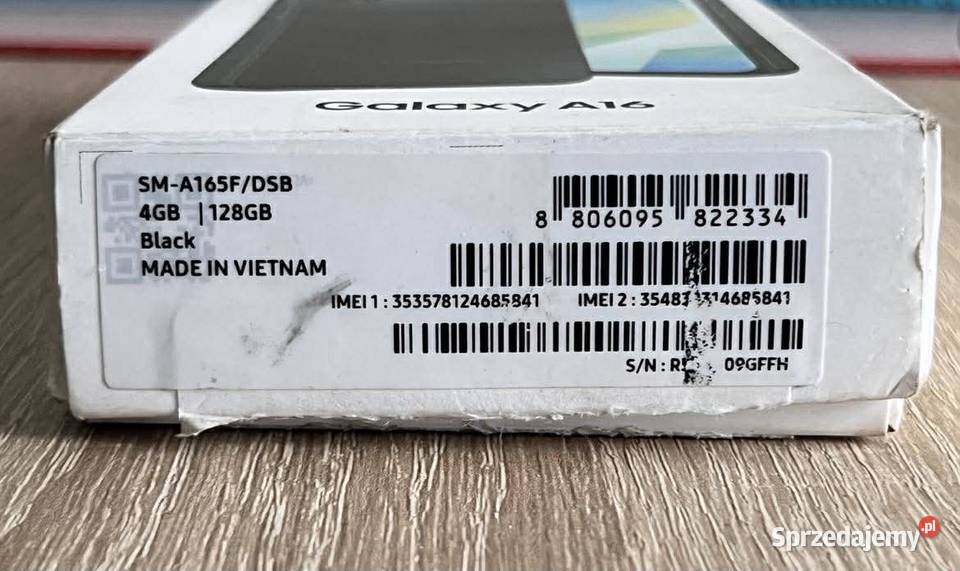 Galaxy A16
SM-A165F/DSB
4GB | 128GB
Black
MADE IN VIETNAM
8 806095 822334
IMEI 1 : 353578124685841
IMEI 2 :
S/N :
Sprzedajemy.pl